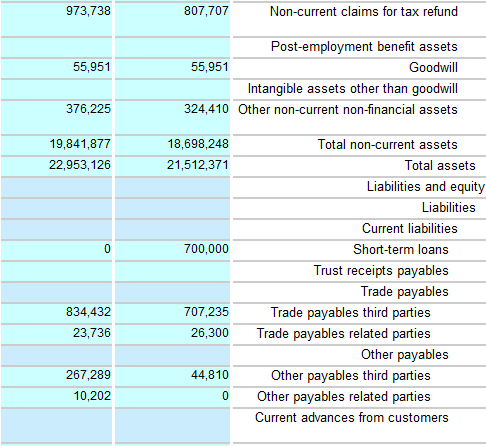 973,738 807,707 Non-current claims for tax refund
Post-employment benefit assets
55,951 55,951 Goodwill
Intangible assets other than goodwill
376,225 324,410 Other non-current non-financial assets
19,841,877 18,698,248 Total non-current assets
22,953,126 21,512,371 Total assets
Liabilities and equity
Liabilities
Current liabilities
0 700,000 Short-term loans
Trust receipts payables
Trade payables
834,432 707,235 Trade payables third parties
23,736 26,300 Trade payables related parties
Other payables
267,289 44,810 Other payables third parties
10,202 0 Other payables related parties
Current advances from customers